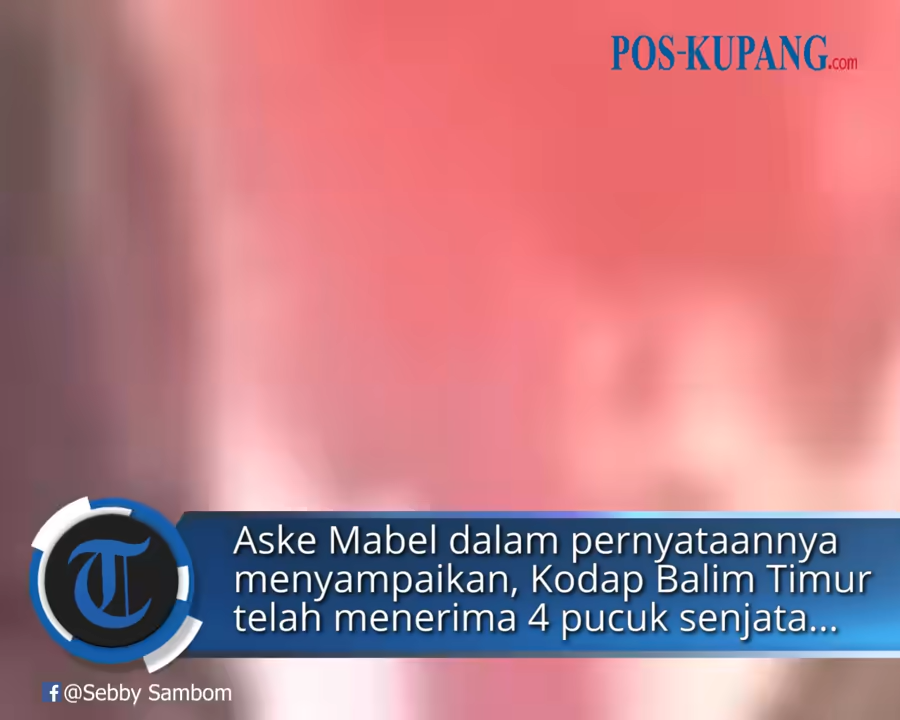 POS-KUPANG.com
Aske Mabel dalam pernyataannya
menyampaikan, Kodap Balim Timur
telah menerima 4 pucuk senjata...
@Sebby Sambom